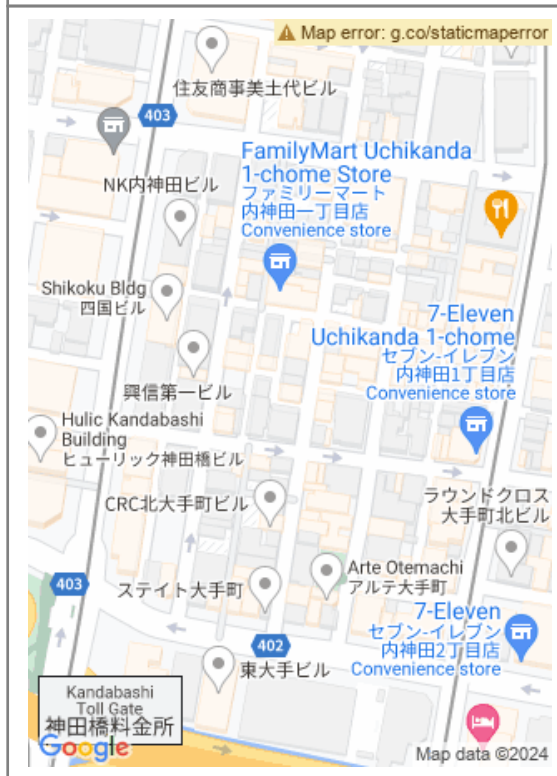 Map error: g.co/staticmaperror
住友商事美土代ビル
403
FamilyMart Uchikanda
1-chome Store
ファミリーマート
内神田一丁目店
Convenience store
NK内神田ビル
Shikoku Bldg
四国ビル
7-Eleven
Uchikanda 1-chome
セブン-イレブン
内神田1丁目店
Convenience store
興信第一ビル
Hulic Kandabashi
Building
ヒューリック神田橋ビル
CRC北大手町ビル
ラウンドクロス
大手町北ビル
Arte Otemachi
アルテ大手町
403
ステイト大手町
7-Eleven
セブン-イレブン
内神田2丁目店
Convenience store
402
東大手ビル
Kandabashi
Toll Gate
神田橋料金所
Google
Map data ©2024